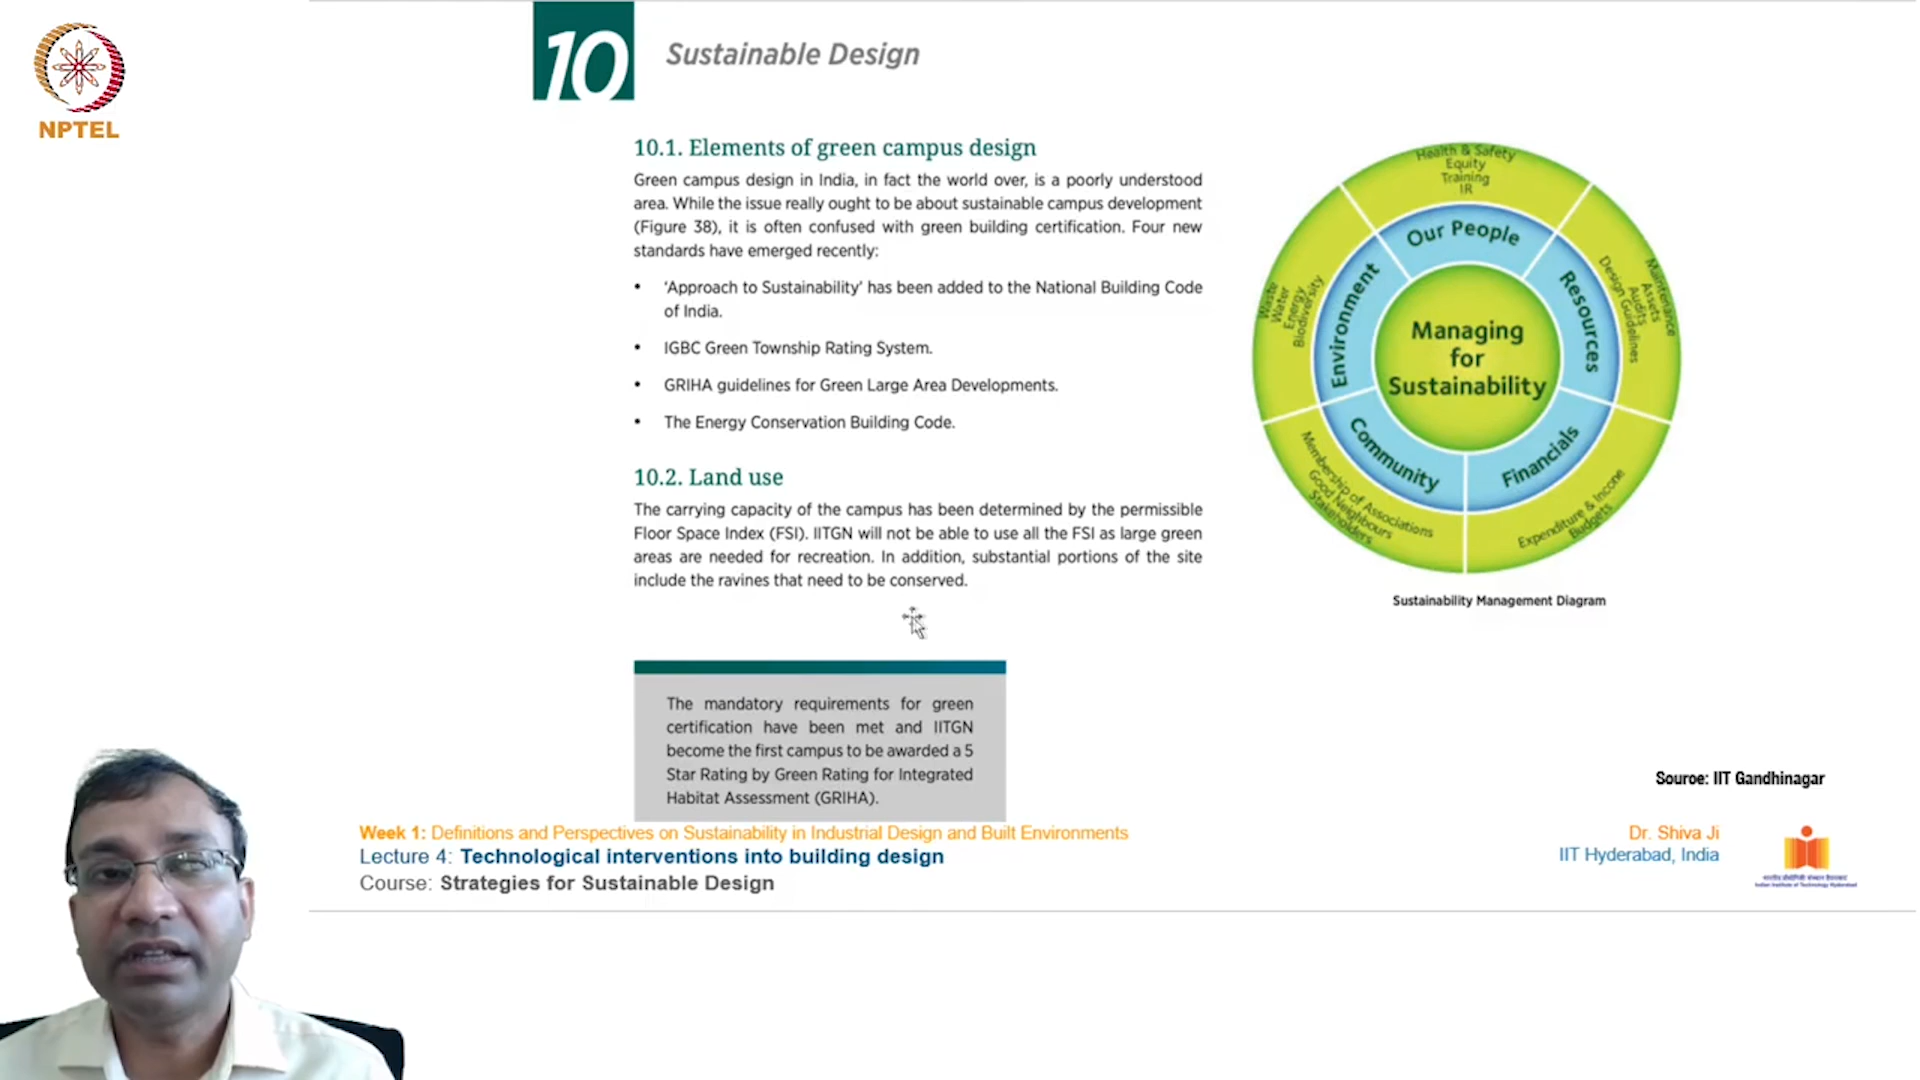 NPTEL
10
Sustainable Design
10.1. Elements of green campus design
Green campus design in India, in fact the world over, is a poorly understood
area. While the issue really ought to be about sustainable campus development
(Figure 38), it is often confused with green building certification. Four new
standards have emerged recently:
• ‘Approach to Sustainability’ has been added to the National Building Code
of India.
• IGBC Green Township Rating System.
• GRIHA guidelines for Green Large Area Developments.
• The Energy Conservation Building Code.
10.2. Land use
The carrying capacity of the campus has been determined by the permissible
Floor Space Index (FSI). IITGN will not be able to use all the FSI as large green
areas are needed for recreation. In addition, substantial portions of the site
include the ravines that need to be conserved.
The mandatory requirements for green
certification have been met and IITGN
become the first campus to be awarded a 5
Star Rating by Green Rating for Integrated
Habitat Assessment (GRIHA).
Health & Safety
Equity
Training
IR
Our People
Maintenance
Assets
Audits
Design Guidelines
Resources
Expenditure & Income
Budgets
Financials
Membership of Associations
Good Neighbours
Stakeholders
Community
Waste
Water
Energy
Biodiversity
Environment
Managing
for
Sustainability
Sustainability Management Diagram
Souroe: IIT Gandhinagar
Week 1: Definitions and Perspectives on Sustainability in Industrial Design and Built Environments
Lecture 4: Technological interventions into building design
Course: Strategies for Sustainable Design
Dr. Shiva Ji
IIT Hyderabad, India
भारतीय प्रौद्योगिकी संस्थान हैदराबाद
Indian Institute of Technology Hyderabad